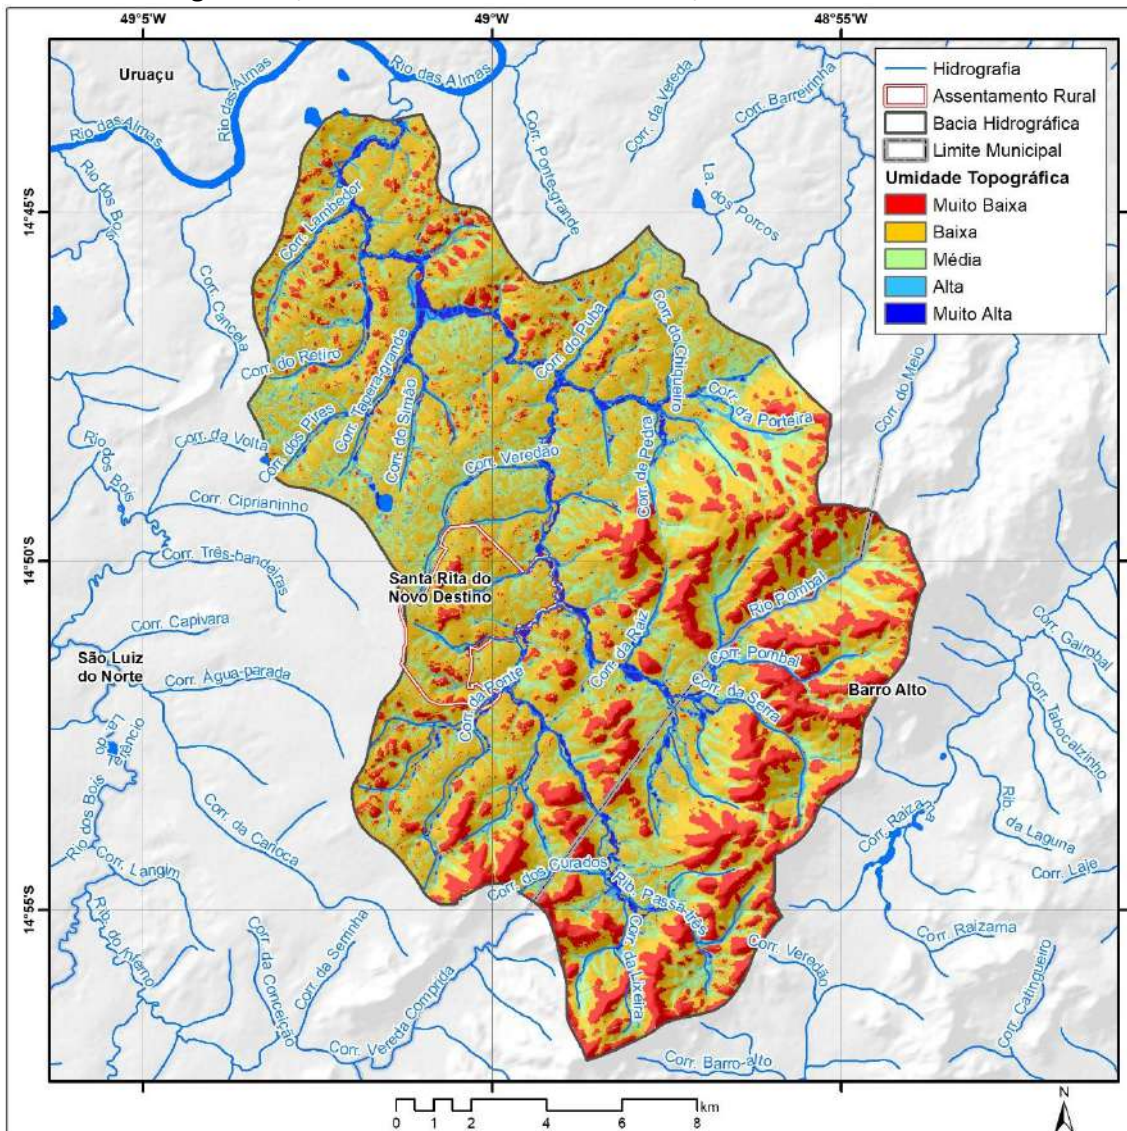 49°5'W
49°W
48°55'W
Uruaçu
Rio das Almas
Rio das Almas
Rio das Almas
Rio dos Bois
Corr. Cancela
Corr. Lambedor
Corr. Ponte-grande
Corr. da Vereda
Corr. Barreirinha
La. dos Porcos
Hidrografia
Assentamento Rural
Bacia Hidrográfica
Limite Municipal
Umidade Topográfica
Muito Baixa
Baixa
Média
Alta
Muito Alta
14°45'S
Corr. do Retiro
Corr. Tapera-grande
Corr. do Simão
Corr. dos Pires
Corr. da Volta
Corr. do Puba
Corr. do Chiqueiro
Corr. da Porteira
Corr. do Meio
Corr. de Pedra
Corr. Veredão
Rio dos Bois
Corr. Ciprianinho
14°50'S
Corr. Três-bandeiras
Santa Rita do
Novo Destino
Corr. Capivara
São Luiz
do Norte
Corr. Água-parada
Corr. da Ponte
Corr. da Raiz
Rio Pombal
Corr. Pombal
Corr. da Serra
Barro Alto
Corr. Gairobal
Corr. Tabocalzinho
Rib. da Laguna
Corr. Laje
Rio dos Bois
Corr. da Carioca
Corr. Langim
Rib. do Inferno
Corr. da Conceição
Corr. Vereda Comprida
Corr. dos Curados
Rib. Passa-três
Corr. da Lixeira
14°55'S
Corr. Veredão
Corr. Raizama
Corr. Raizama
Corr. Catingueiro
Corr. Barro-alto
0 1 2 4 6 8 km
N